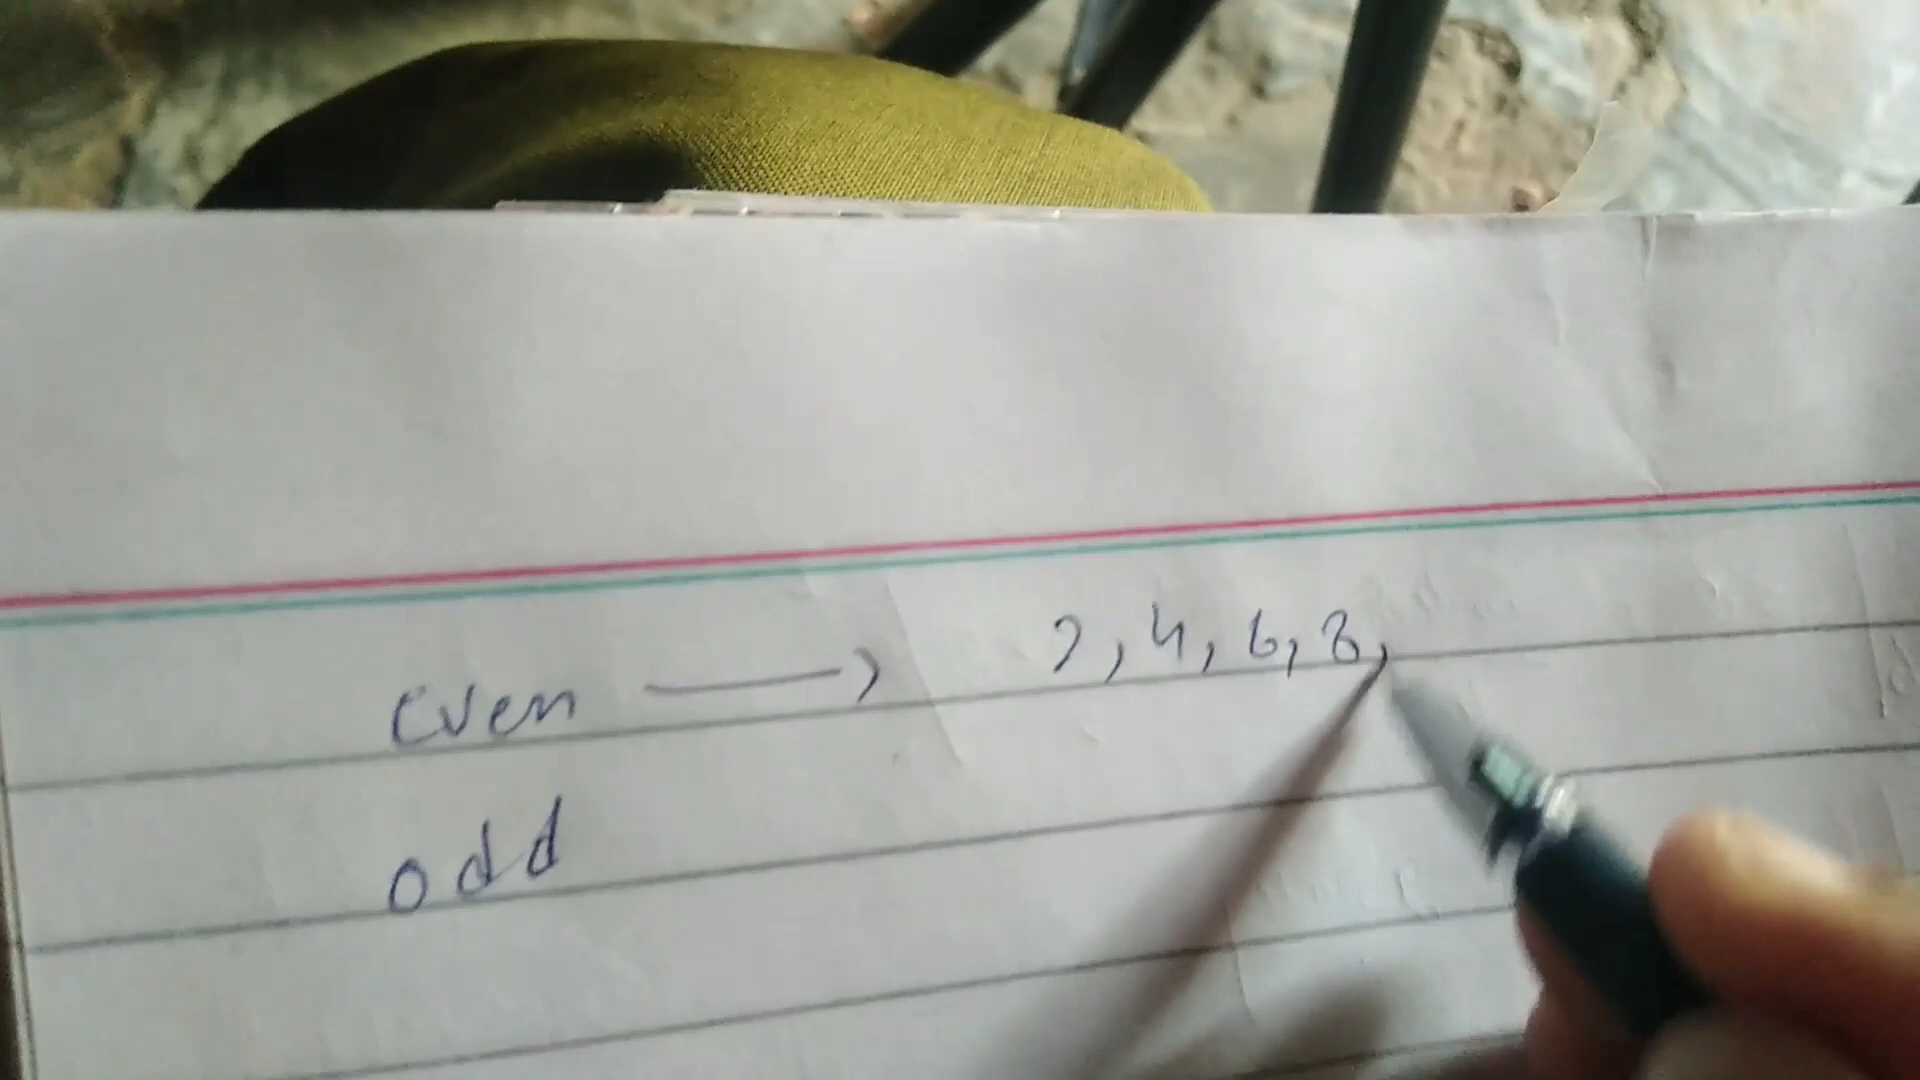 even → 2, 4, 6, 8,
odd